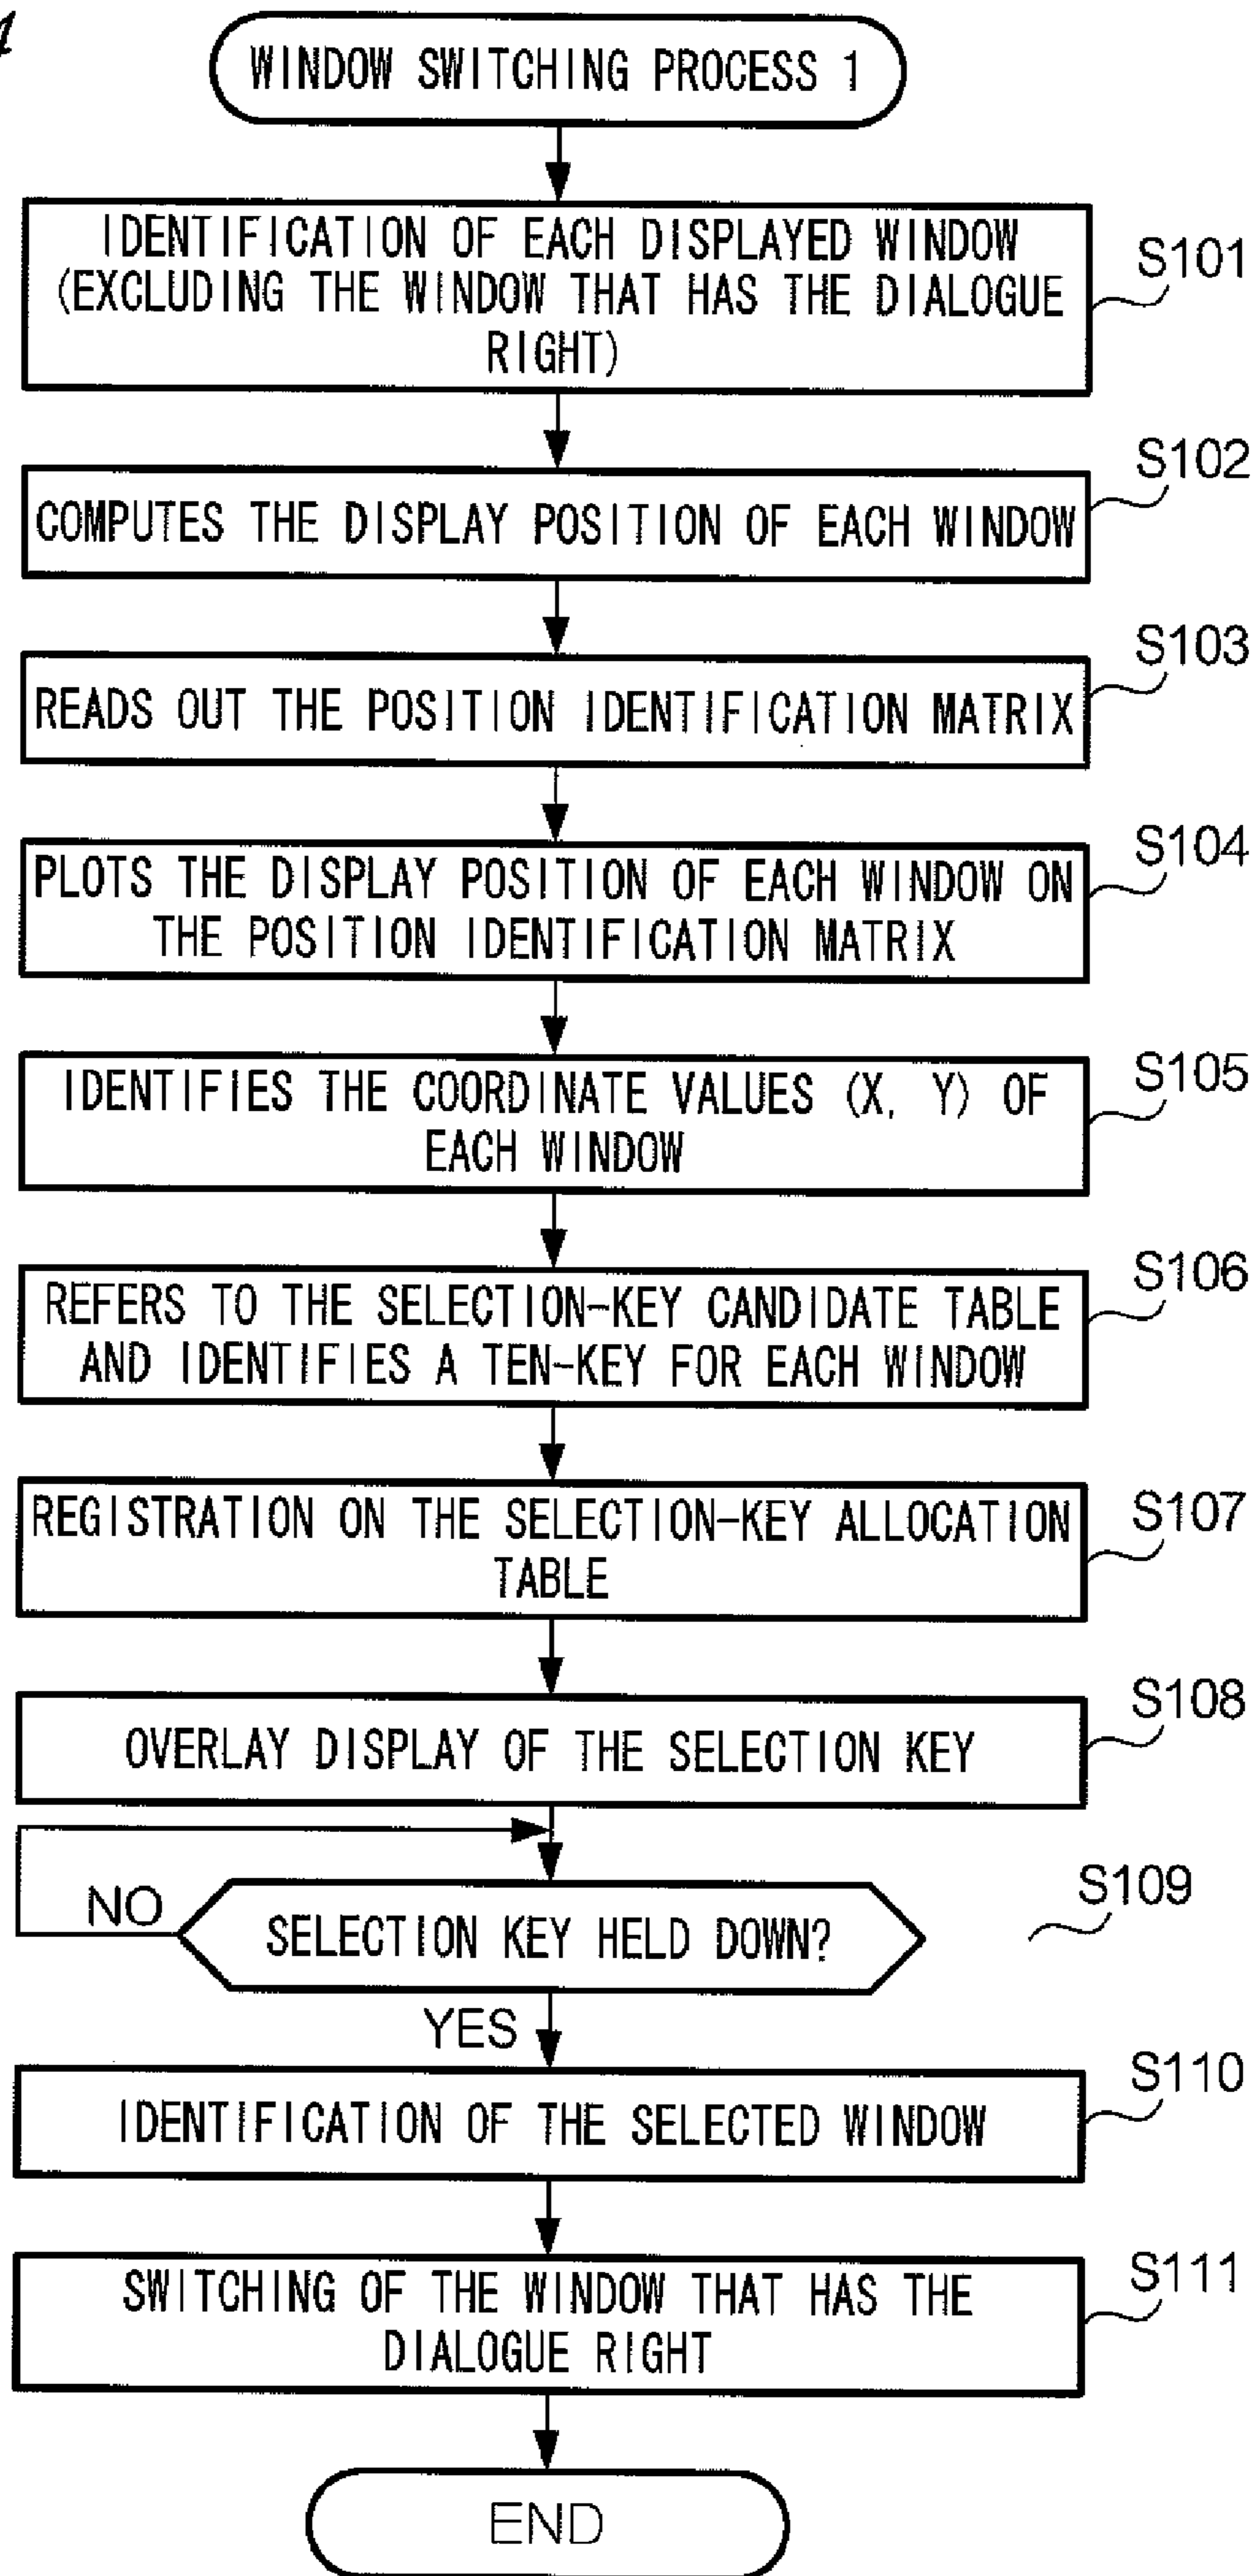 WINDOW SWITCHING PROCESS 1
IDENTIFICATION OF EACH DISPLAYED WINDOW
(EXCLUDING THE WINDOW THAT HAS THE DIALOGUE
RIGHT)
S101
COMPUTES THE DISPLAY POSITION OF EACH WINDOW
S102
READS OUT THE POSITION IDENTIFICATION MATRIX
S103
PLOTS THE DISPLAY POSITION OF EACH WINDOW ON
THE POSITION IDENTIFICATION MATRIX
S104
IDENTIFIES THE COORDINATE VALUES (X, Y) OF
EACH WINDOW
S105
REFERS TO THE SELECTION-KEY CANDIDATE TABLE
AND IDENTIFIES A TEN-KEY FOR EACH WINDOW
S106
REGISTRATION ON THE SELECTION-KEY ALLOCATION
TABLE
S107
OVERLAY DISPLAY OF THE SELECTION KEY
S108
NO
SELECTION KEY HELD DOWN?
S109
YES
IDENTIFICATION OF THE SELECTED WINDOW
S110
SWITCHING OF THE WINDOW THAT HAS THE
DIALOGUE RIGHT
S111
END